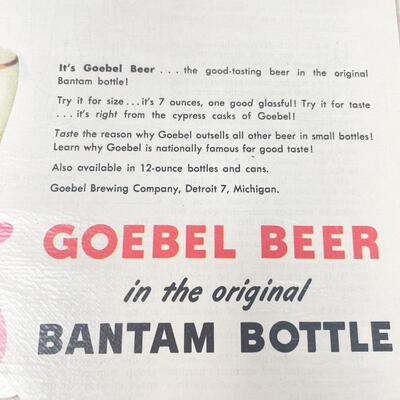 It's Goebel Beer . . . the good-tasting beer in the original
Bantam bottle!
Try it for size...it's 7 ounces, one good glassful! Try it for taste
...it's right from the cypress casks of Goebel!
Taste the reason why Goebel outsells all other beer in small bottles!
Learn why Goebel is nationally famous for good taste!
Also available in 12-ounce bottles and cans.
Goebel Brewing Company, Detroit 7, Michigan.
GOEBEL BEER
in the original
BANTAM BOTTLE